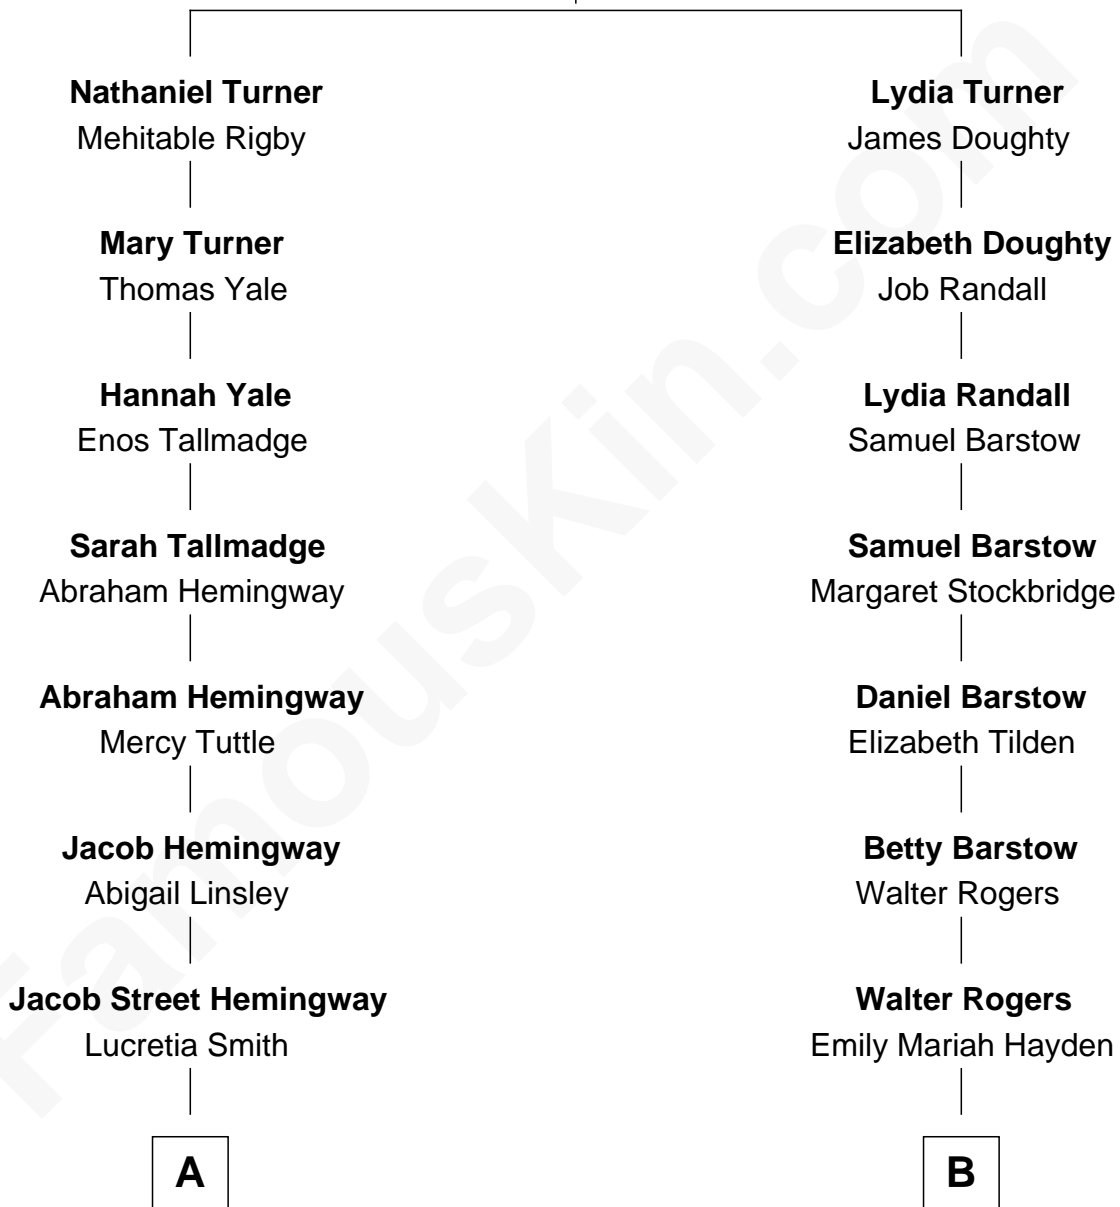 Nathaniel Turner
Mehitable Rigby
Mary Turner
Thomas Yale
Hannah Yale
Enos Tallmadge
Sarah Tallmadge
Abraham Hemingway
Abraham Hemingway
Mercy Tuttle
Jacob Hemingway
Abigail Linsley
Jacob Street Hemingway
Lucretia Smith
A
Lydia Turner
James Doughty
Elizabeth Doughty
Job Randall
Lydia Randall
Samuel Barstow
Samuel Barstow
Margaret Stockbridge
Daniel Barstow
Elizabeth Tilden
Betty Barstow
Walter Rogers
Walter Rogers
Emily Mariah Hayden
B
FamousKin.com